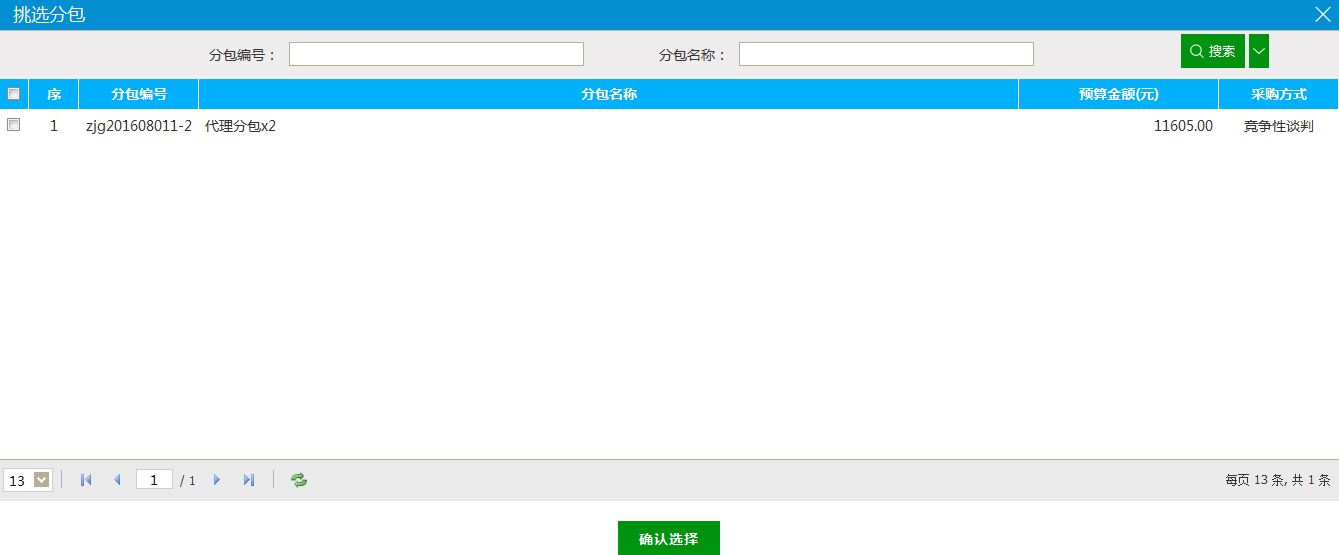 挑选分包
分包编号： 分包名称： 搜索
序 分包编号 分包名称 预算金额(元) 采购方式
1 zjg201608011-2 代理分包x2 11605.00 竞争性谈判
13 1 / 1 每页 13 条, 共 1 条
确认选择